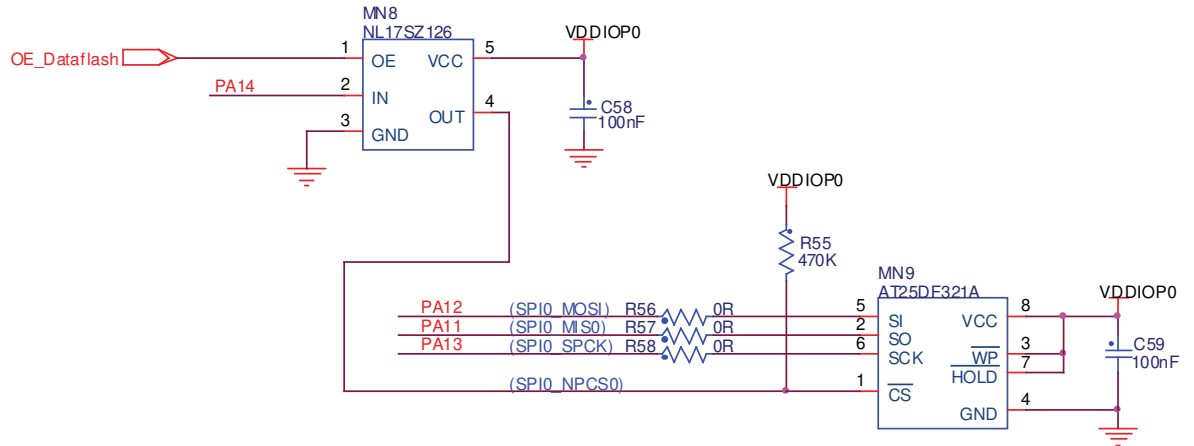 MN8
NL17SZ126
OE_Dataflash
1 OE VCC 5
VDDIOP0
PA14 2 IN
4 OUT
3 GND
C58
100nF
VDDIOP0
R55
470K
MN9
AT25DF321A
VDDIOP0
PA12 (SPI0_MOSI) R56 0R 5 SI VCC 8
PA11 (SPI0_MIS0) R57 0R 2 SO
PA13 (SPI0_SPCK) R58 0R 6 SCK WP 3
HOLD 7
C59
100nF
(SPI0_NPCS0) 1 CS
GND 4